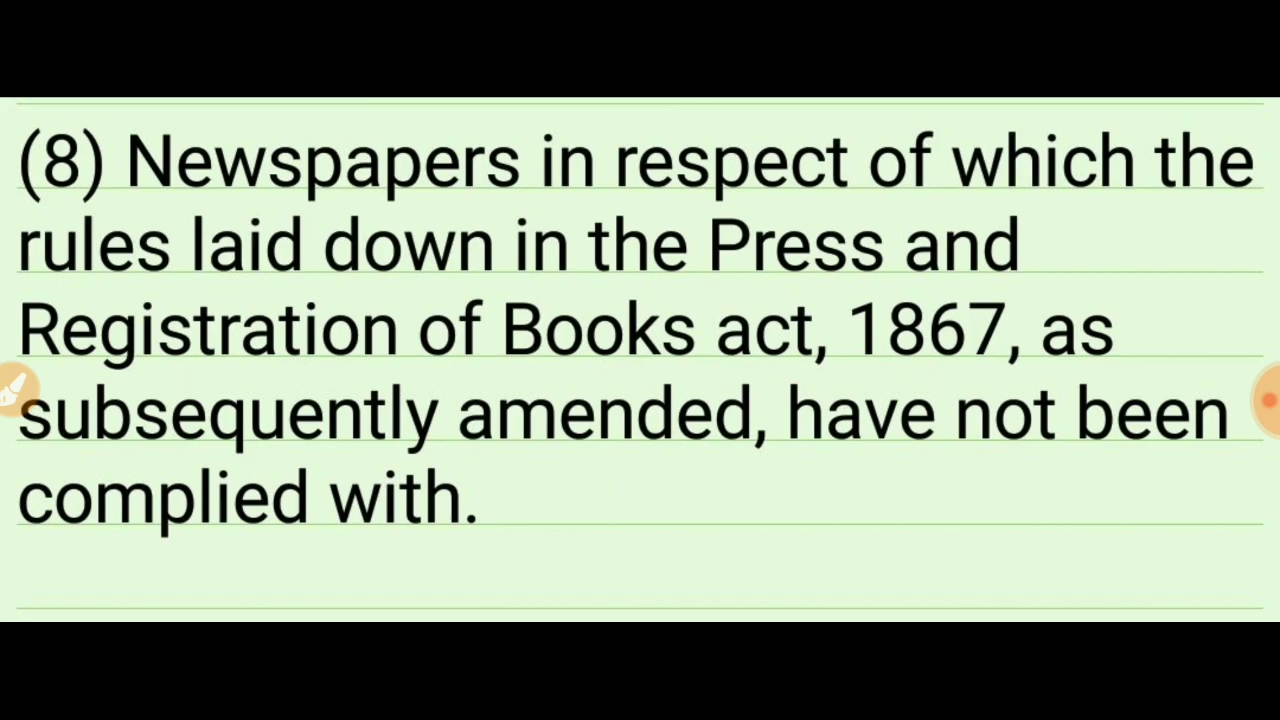 (8) Newspapers in respect of which the
rules laid down in the Press and
Registration of Books act, 1867, as
subsequently amended, have not been
complied with.